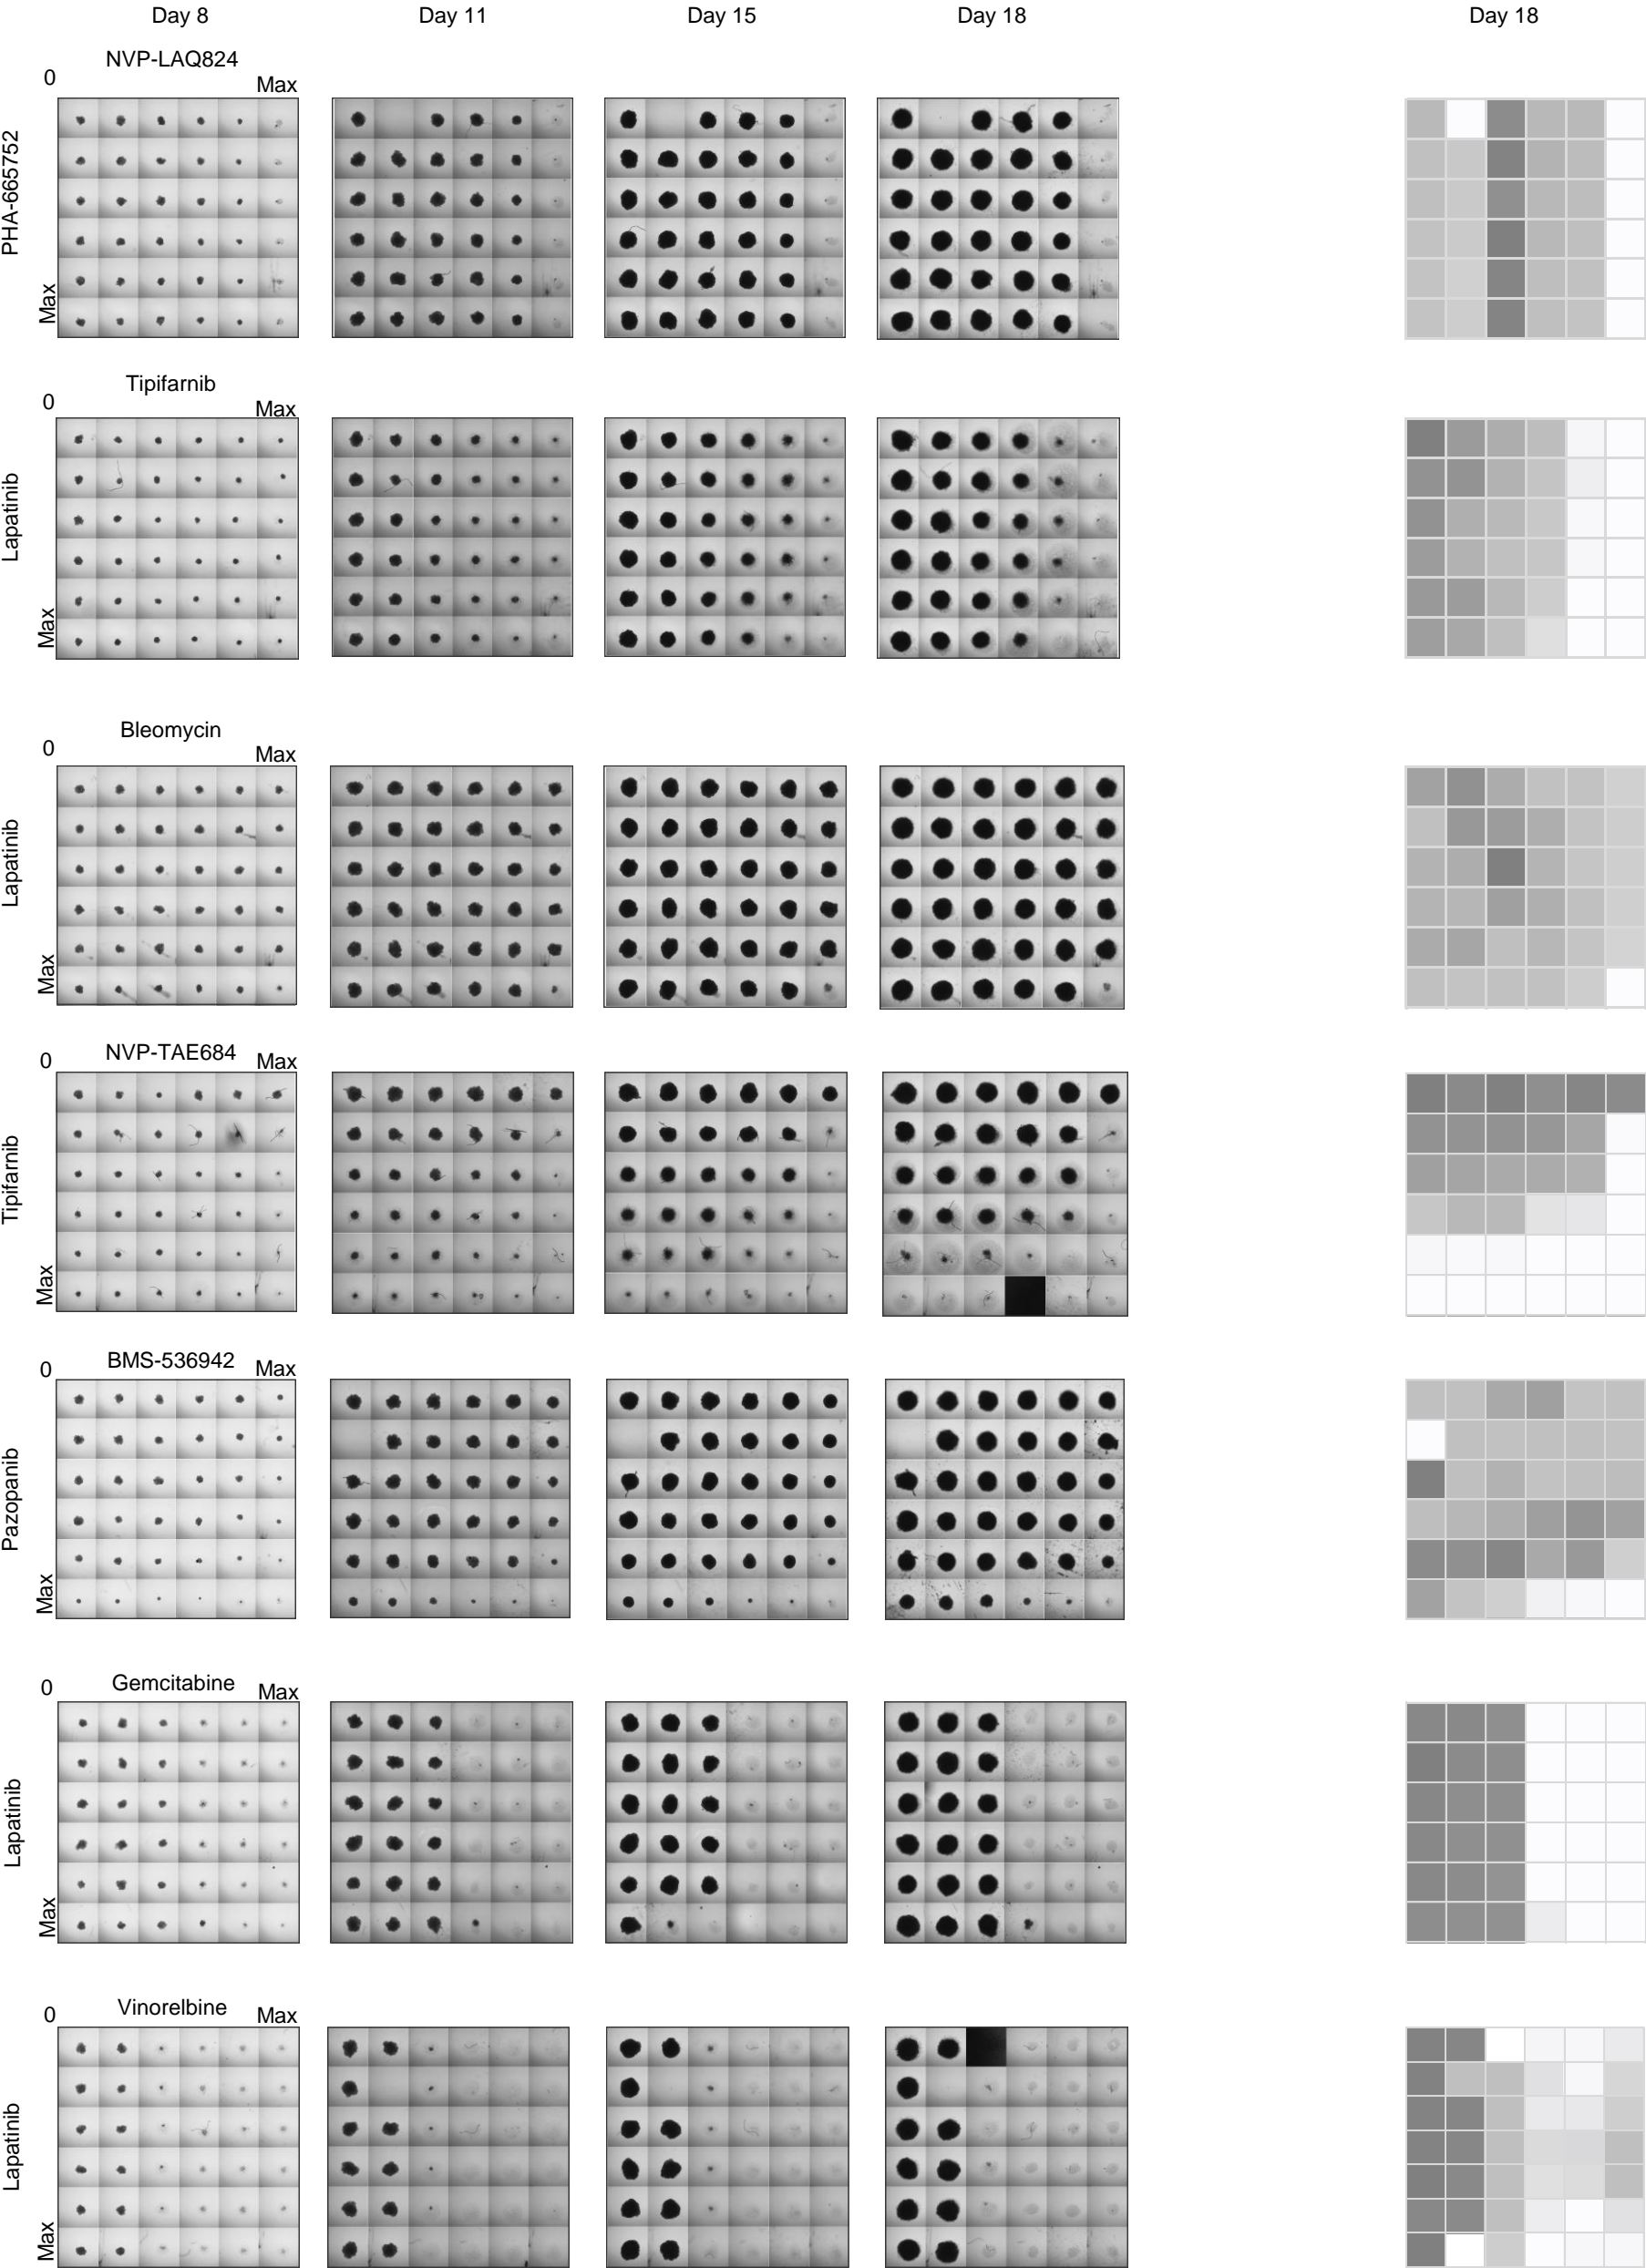 Day 8 Day 11 Day 15 Day 18 Day 18
NVP-LAQ824
0 Max
PHA-665752
Max
Tipifarnib
0 Max
Lapatinib
Max
Bleomycin
0 Max
Lapatinib
Max
NVP-TAE684
0 Max
Tipifarnib
Max
BMS-536942
0 Max
Pazopanib
Max
Gemcitabine
0 Max
Lapatinib
Max
Vinorelbine
0 Max
Lapatinib
Max